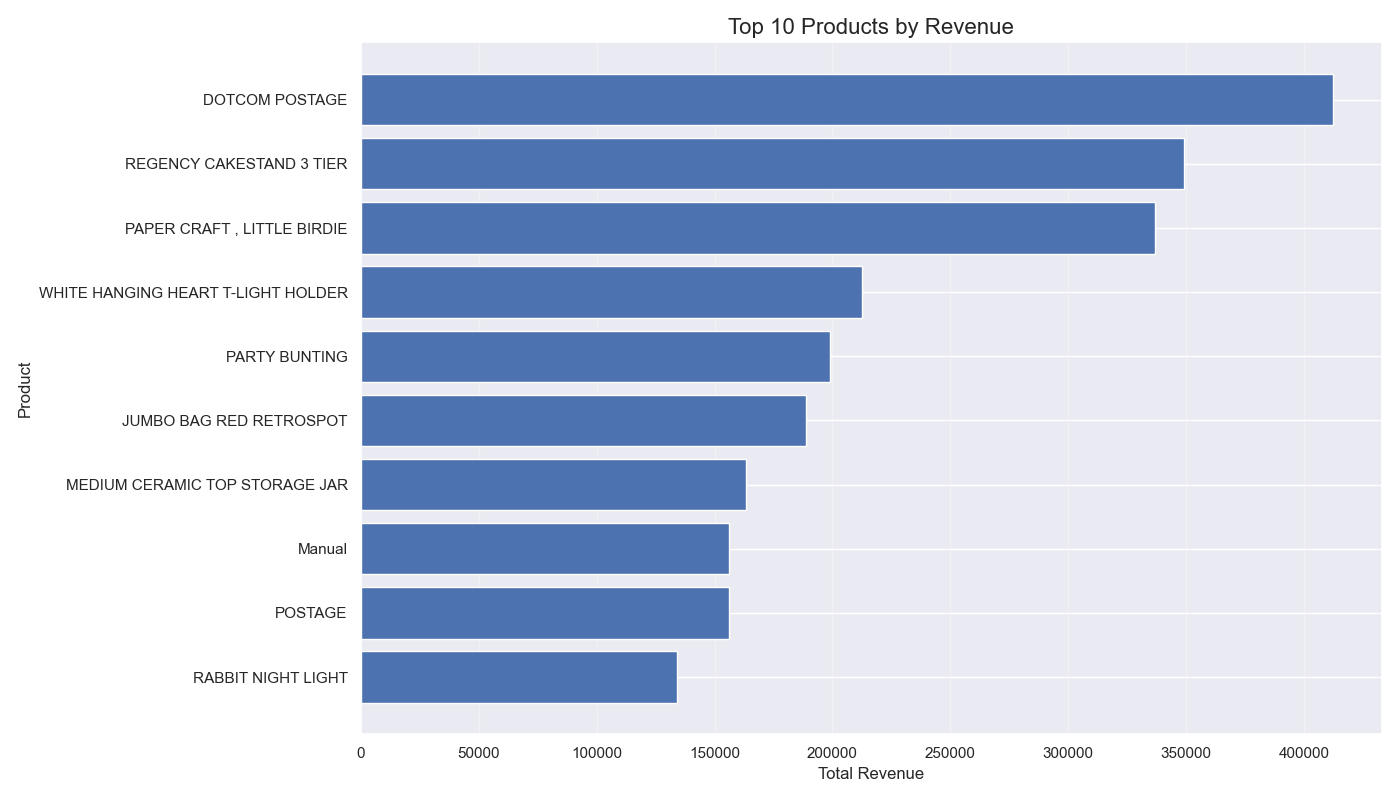 Top 10 Products by Revenue
DOTCOM POSTAGE
REGENCY CAKESTAND 3 TIER
PAPER CRAFT , LITTLE BIRDIE
WHITE HANGING HEART T-LIGHT HOLDER
PARTY BUNTING
JUMBO BAG RED RETROSPOT
MEDIUM CERAMIC TOP STORAGE JAR
Manual
POSTAGE
RABBIT NIGHT LIGHT
Product
0 50000 100000 150000 200000 250000 300000 350000 400000
Total Revenue